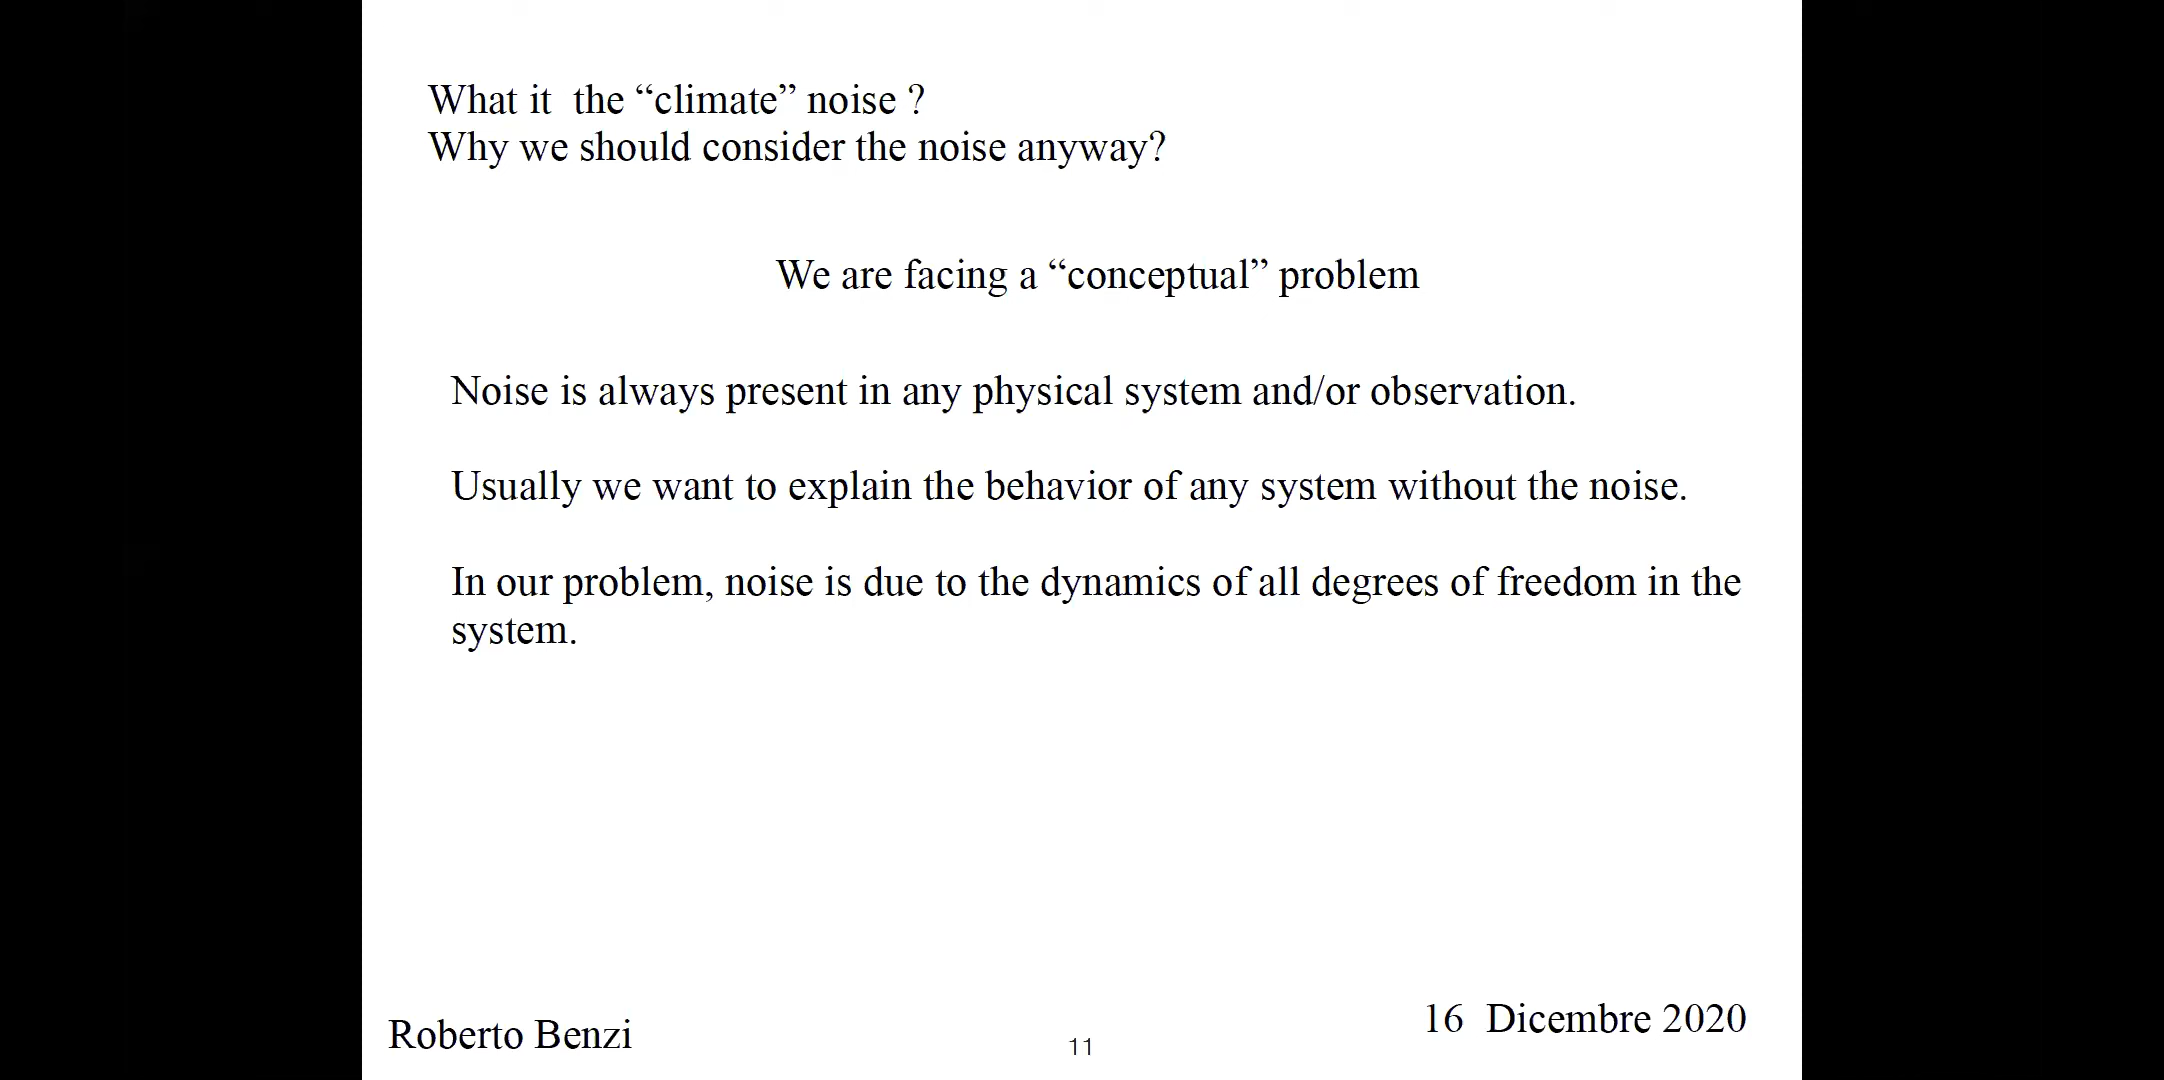 What it the “climate” noise ?
Why we should consider the noise anyway?
We are facing a “conceptual” problem
Noise is always present in any physical system and/or observation.
Usually we want to explain the behavior of any system without the noise.
In our problem, noise is due to the dynamics of all degrees of freedom in the
system.
Roberto Benzi
11
16 Dicembre 2020